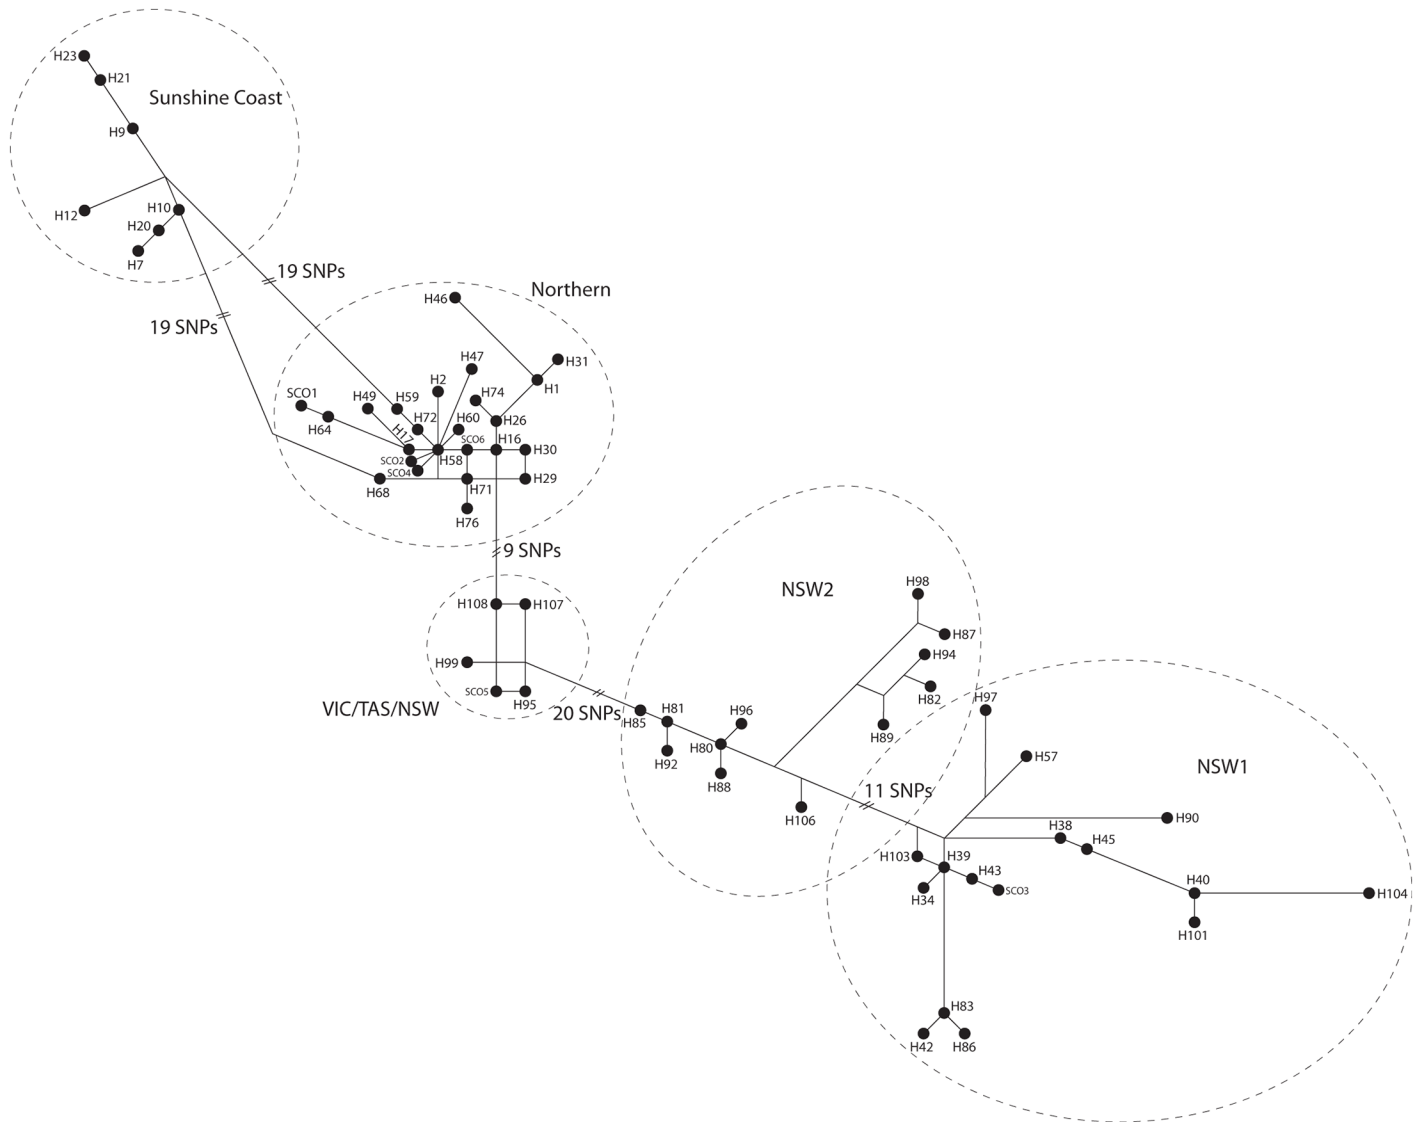 H23
H21
Sunshine Coast
H9
H12
H10
H20
H7
19 SNPs
19 SNPs
Northern
H46
H47
H31
H2
H1
SCO1
H49
H59
H74
H64
H72
H60
H26
H17
SCO6
H16
H30
SCO2
H58
SCO4
H68
H71
H29
H76
9 SNPs
H108
H107
H99
SCO5
H95
VIC/TAS/NSW
20 SNPs
NSW2
H98
H87
H94
H82
H97
H89
H85
H81
H96
H80
H92
H88
H106
11 SNPs
H57
NSW1
H90
H38
H45
H103
H39
H43
SCO3
H34
H40
H104
H101
H83
H42
H86